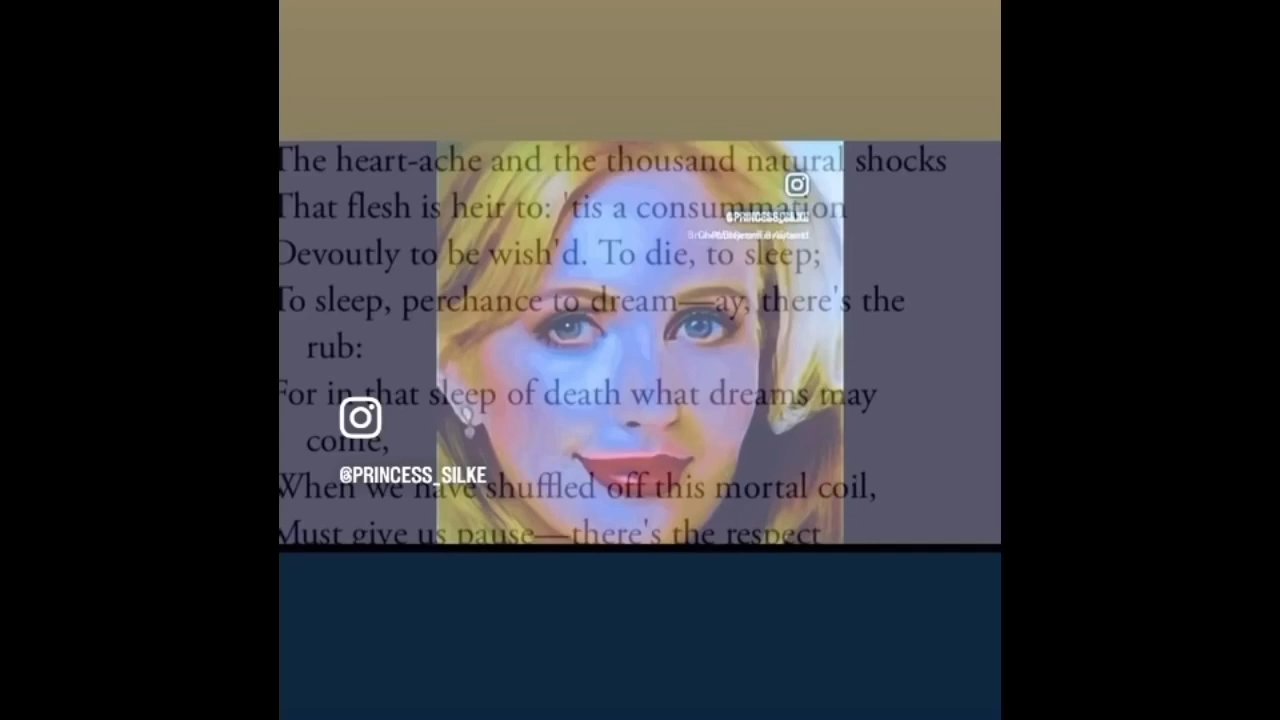 The heart-ache and the thousand natural shocks
That flesh is heir to: 'tis a consummation
@PRINCESS_SILKE
Devoutly to be wish'd. To die, to sleep;
To sleep, perchance to dream—ay, there's the
rub:
For in that sleep of death what dreams may
come,
@PRINCESS_SILKE
When we have shuffled off this mortal coil,
Must give us pause—there's the respect